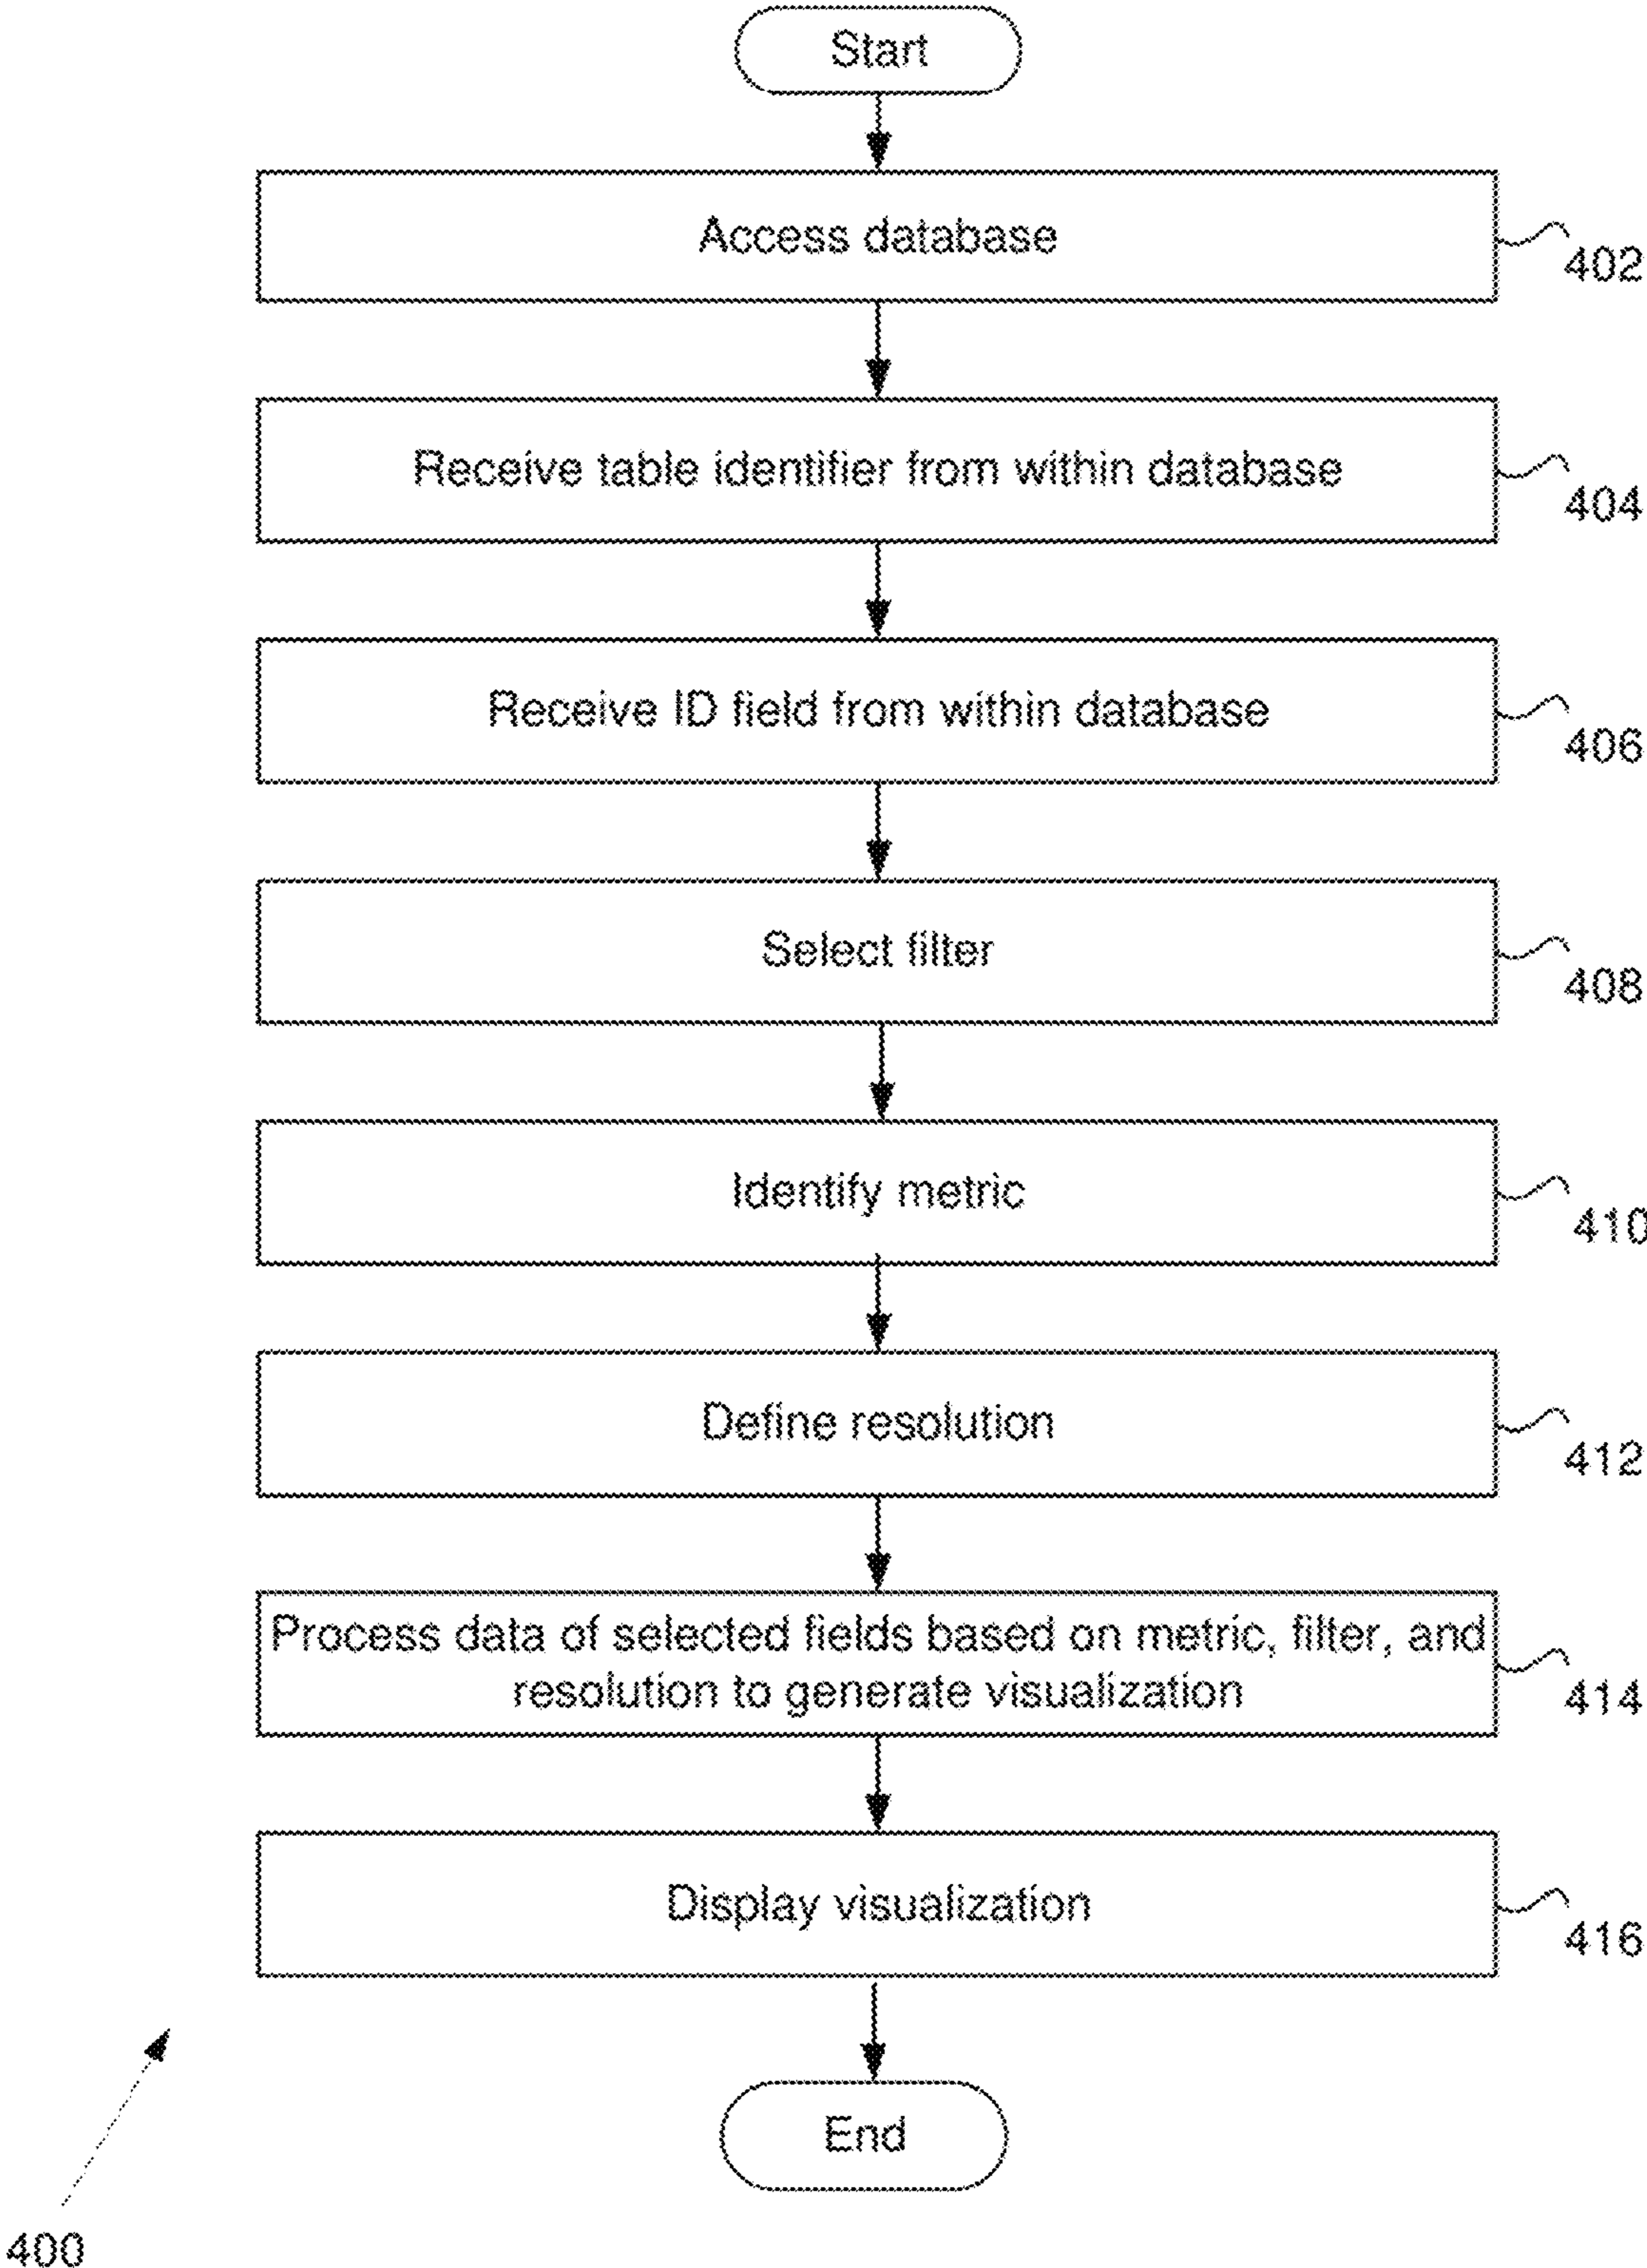 Start
Access database
402
Receive table identifier from within database
404
Receive ID field from within database
406
Select filter
408
Identify metric
410
Define resolution
412
Process data of selected fields based on metric, filter, and
resolution to generate visualization
414
Display visualization
416
End
400